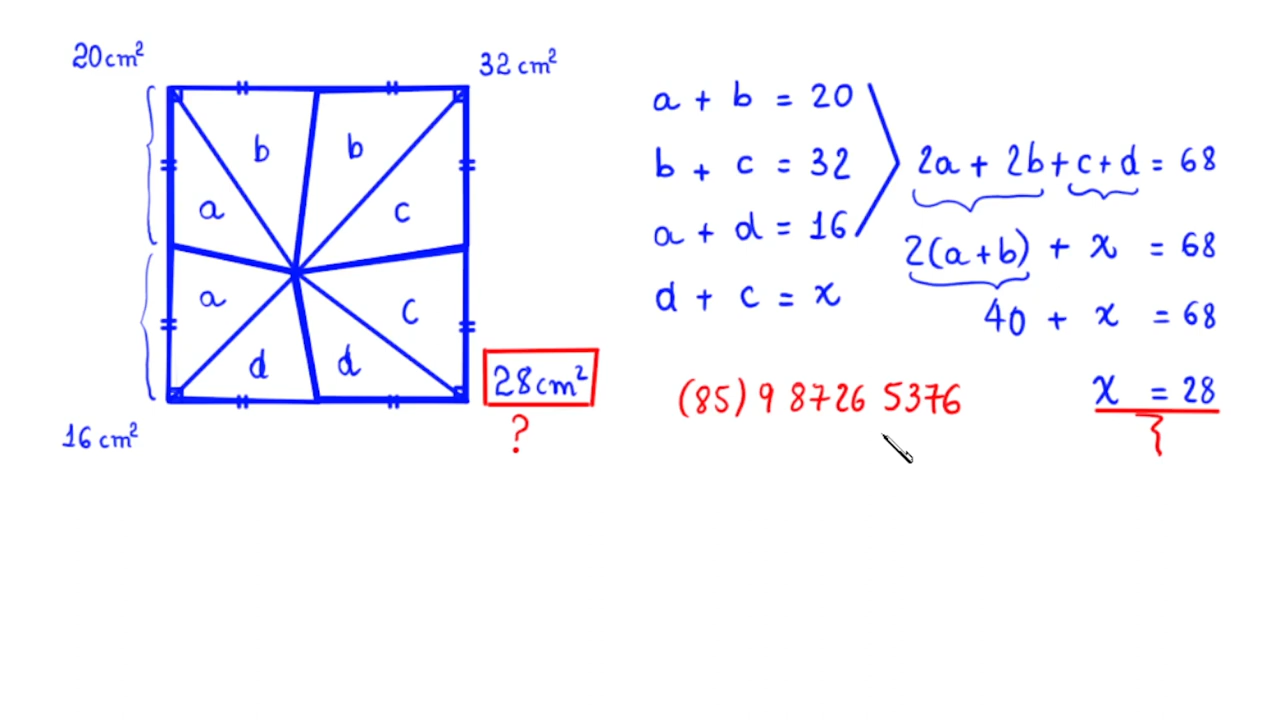 20cm²
32 cm²
b
b
a
c
a
c
d
d
28cm²
?
16 cm²
a + b = 20
b + c = 32
a + d = 16
d + c = x
2a + 2b + c + d = 68
2(a+b) + x = 68
40 + x = 68
x = 28
(85) 9 8726 5376